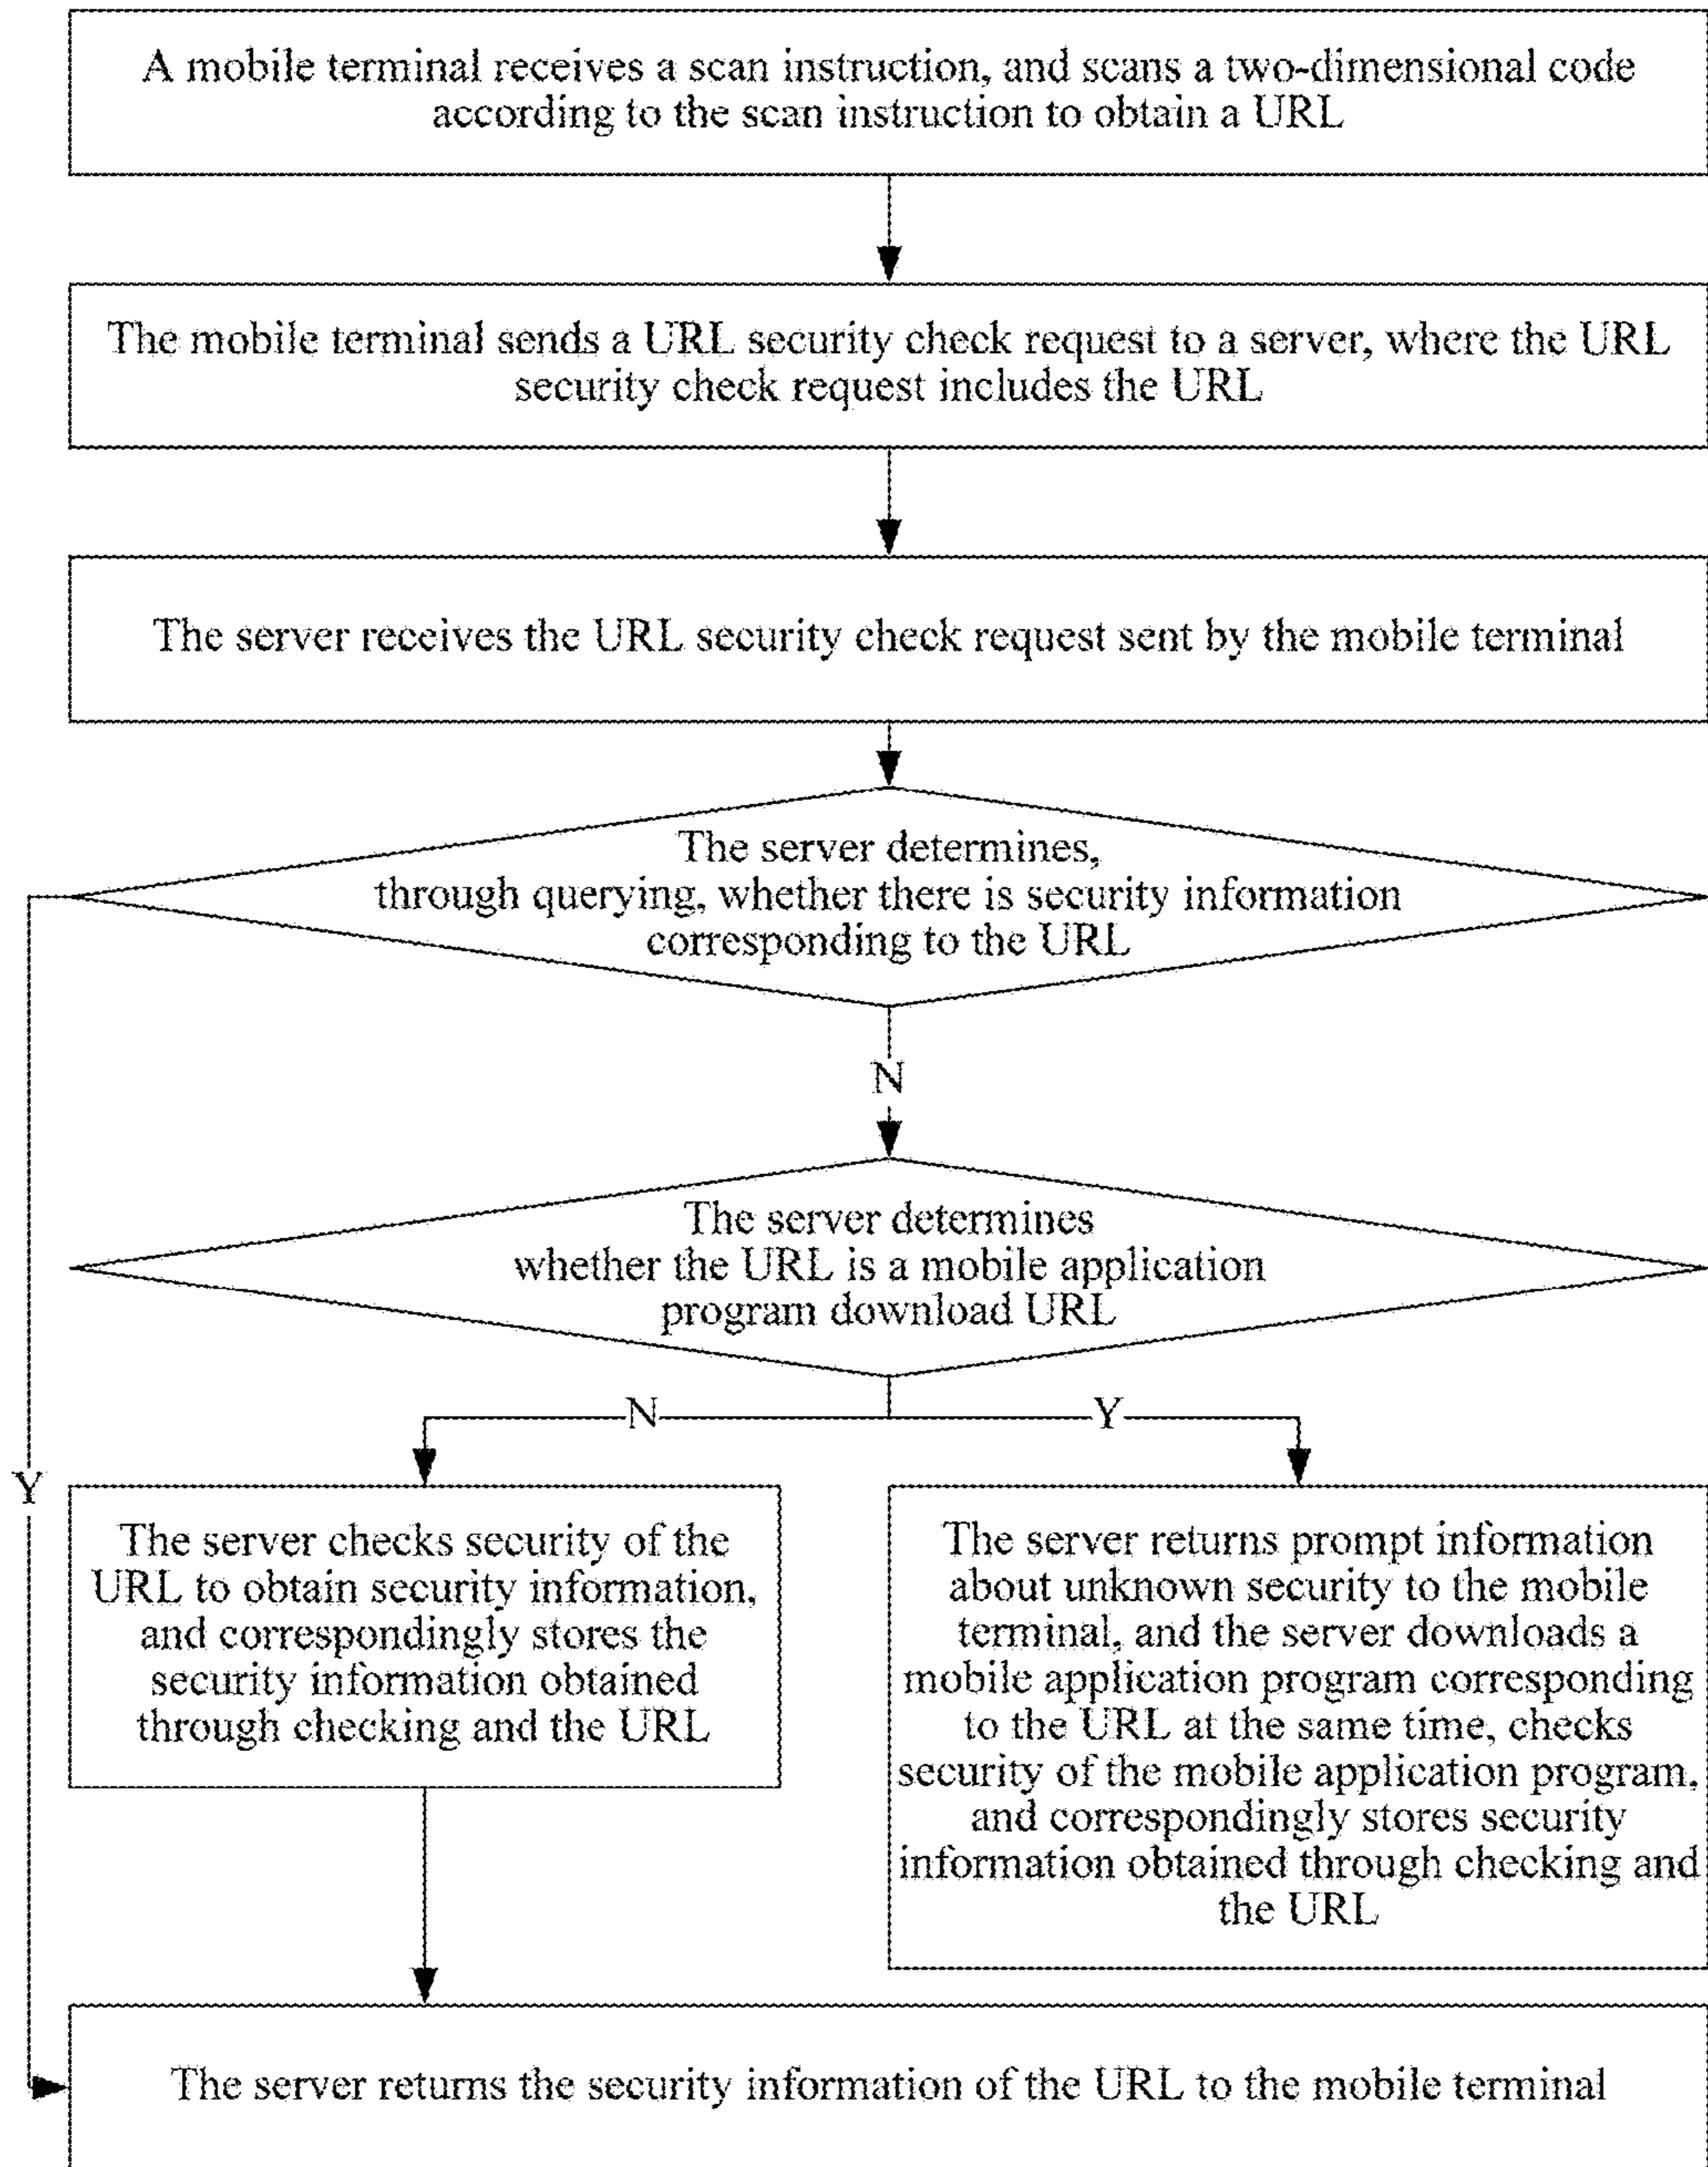 A mobile terminal receives a scan instruction, and scans a two-dimensional code
according to the scan instruction to obtain a URL
The mobile terminal sends a URL security check request to a server, where the URL
security check request includes the URL
The server receives the URL security check request sent by the mobile terminal
The server determines,
through querying, whether there is security information
corresponding to the URL
N
The server determines
whether the URL is a mobile application
program download URL
N
Y
Y
The server checks security of the
URL to obtain security information,
and correspondingly stores the
security information obtained
through checking and the URL
The server returns prompt information
about unknown security to the mobile
terminal, and the server downloads a
mobile application program corresponding
to the URL at the same time, checks
security of the mobile application program,
and correspondingly stores security
information obtained through checking and
the URL
The server returns the security information of the URL to the mobile terminal